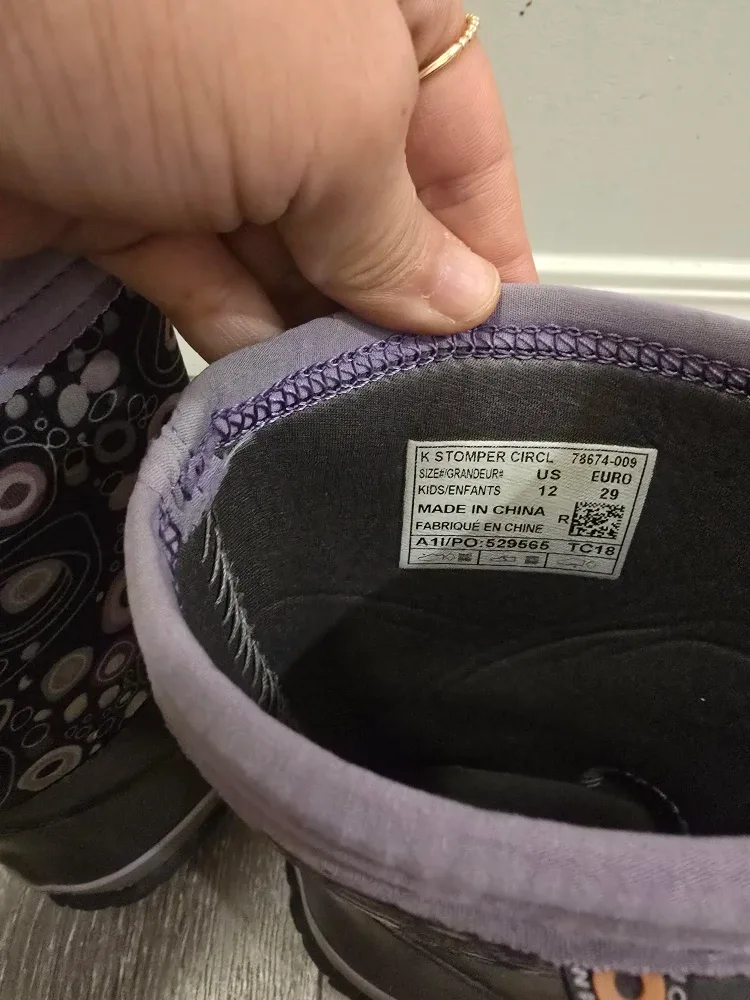 K STOMPER CIRCL 78674-009
SIZE#/GRANDEUR# US EURO
KIDS/ENFANTS 12 29
MADE IN CHINA R
FABRIQUÉ EN CHINE
A1I/PO:529565 TC18